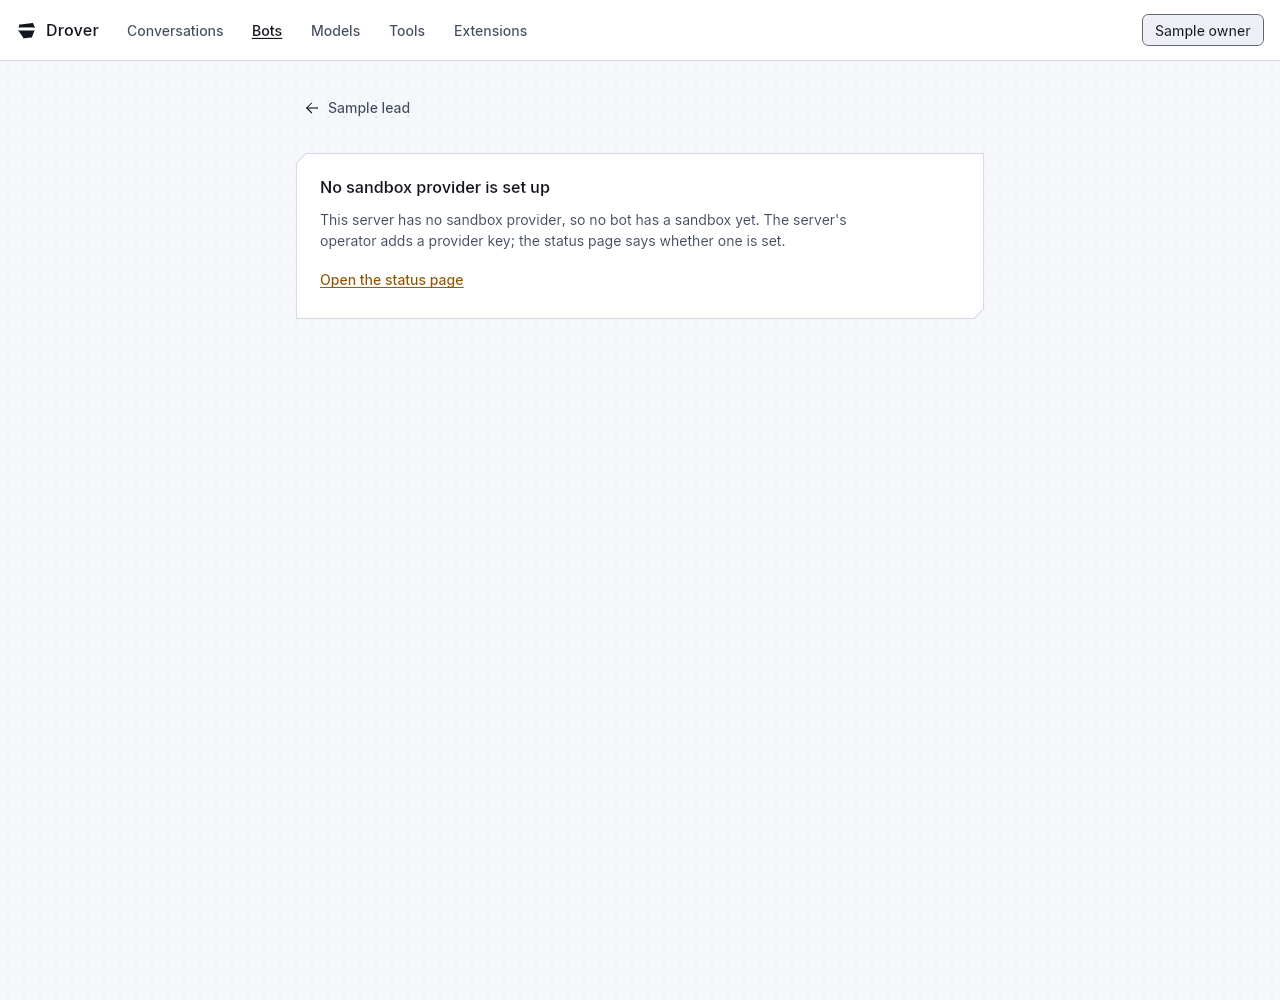 Drover
Conversations
Bots
Models
Tools
Extensions
Sample owner
Sample lead
No sandbox provider is set up
This server has no sandbox provider, so no bot has a sandbox yet. The server's
operator adds a provider key; the status page says whether one is set.
Open the status page